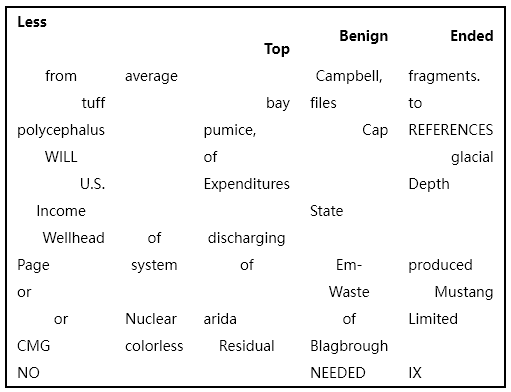 Less
Benign Ended
Top
from average Campbell, fragments.
tuff bay files to
polycephalus pumice, Cap REFERENCES
WILL of glacial
U.S. Expenditures Depth
Income State
Wellhead of discharging
Page system of Em- produced
or Waste Mustang
or Nuclear arida of Limited
CMG colorless Residual Blagbrough
NO NEEDED IX